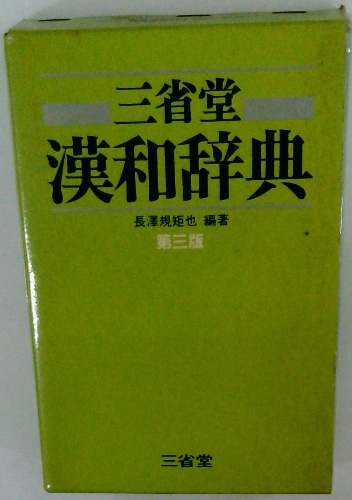 三省堂
漢和辞典
長澤規矩也 編著
第三版
三省堂